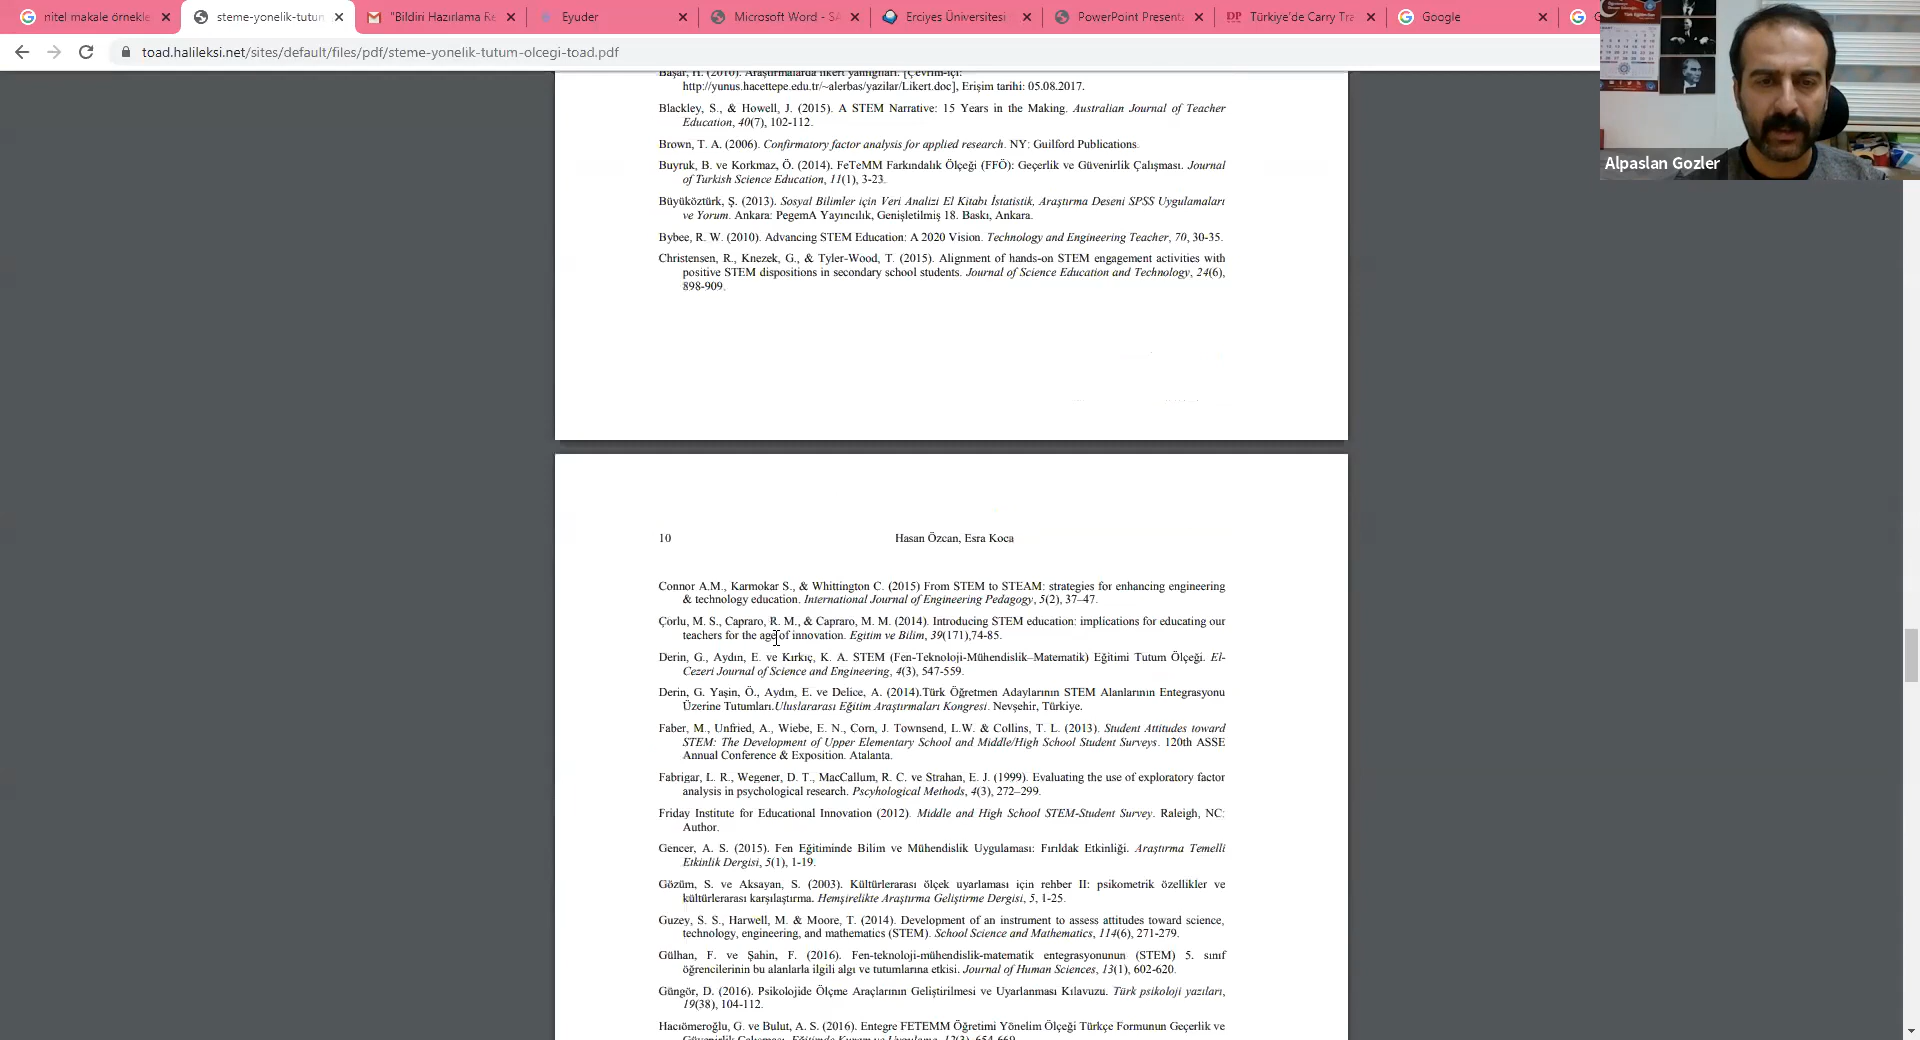 nitel makale örnekle
steme-yonelik-tutun
"Bildiri Hazırlama Re
Eyuder
Microsoft Word - SA
Erciyes Üniversitesi
PowerPoint Presenta
DP
Türkiye'de Carry Tra
Google
toad.halileksi.net/sites/default/files/pdf/steme-yonelik-tutum-olcegi-toad.pdf
Alpaslan Gozler
Başar, H. (2010). Araştırmalarda likert yanılgıları. [Çevrim-içi:
http://yunus.hacettepe.edu.tr/~alerbas/yazilar/Likert.doc], Erişim tarihi: 05.08.2017.
Blackley, S., & Howell, J. (2015). A STEM Narrative: 15 Years in the Making. Australian Journal of Teacher
Education, 40(7), 102-112.
Brown, T. A. (2006). Confirmatory factor analysis for applied research. NY: Guilford Publications.
Buyruk, B. ve Korkmaz, Ö. (2014). FeTeMM Farkındalık Ölçeği (FFÖ): Geçerlik ve Güvenirlik Çalışması. Journal
of Turkish Science Education, 11(1), 3-23.
Büyüköztürk, Ş. (2013). Sosyal Bilimler için Veri Analizi El Kitabı İstatistik, Araştırma Deseni SPSS Uygulamaları
ve Yorum. Ankara: PegemA Yayıncılık, Genişletilmiş 18. Baskı, Ankara.
Bybee, R. W. (2010). Advancing STEM Education: A 2020 Vision. Technology and Engineering Teacher, 70, 30-35.
Christensen, R., Knezek, G., & Tyler-Wood, T. (2015). Alignment of hands-on STEM engagement activities with
positive STEM dispositions in secondary school students. Journal of Science Education and Technology, 24(6),
898-909.
10
Hasan Özcan, Esra Koca
Connor A.M., Karmokar S., & Whittington C. (2015) From STEM to STEAM: strategies for enhancing engineering
& technology education. International Journal of Engineering Pedagogy, 5(2), 37–47.
Çorlu, M. S., Capraro, R. M., & Capraro, M. M. (2014). Introducing STEM education: implications for educating our
teachers for the age of innovation. Egitim ve Bilim, 39(171),74-85.
Derin, G., Aydın, E. ve Kırkıç, K. A. STEM (Fen-Teknoloji-Mühendislik–Matematik) Eğitimi Tutum Ölçeği. El-
Cezeri Journal of Science and Engineering, 4(3), 547-559.
Derin, G. Yaşin, Ö., Aydın, E. ve Delice, A. (2014).Türk Öğretmen Adaylarının STEM Alanlarının Entegrasyonu
Üzerine Tutumları.Uluslararası Eğitim Araştırmaları Kongresi. Nevşehir, Türkiye.
Faber, M., Unfried, A., Wiebe, E. N., Corn, J. Townsend, L.W. & Collins, T. L. (2013). Student Attitudes toward
STEM: The Development of Upper Elementary School and Middle/High School Student Surveys. 120th ASSE
Annual Conference & Exposition. Atalanta.
Fabrigar, L. R., Wegener, D. T., MacCallum, R. C. ve Strahan, E. J. (1999). Evaluating the use of exploratory factor
analysis in psychological research. Pscyhological Methods, 4(3), 272–299.
Friday Institute for Educational Innovation (2012). Middle and High School STEM-Student Survey. Raleigh, NC:
Author.
Gencer, A. S. (2015). Fen Eğitiminde Bilim ve Mühendislik Uygulaması: Fırıldak Etkinliği. Araştırma Temelli
Etkinlik Dergisi, 5(1), 1-19.
Gözüm, S. ve Aksayan, S. (2003). Kültürlerarası ölçek uyarlaması için rehber II: psikometrik özellikler ve
kültürlerarası karşılaştırma. Hemşirelikte Araştırma Geliştirme Dergisi, 5, 1-25.
Guzey, S. S., Harwell, M. & Moore, T. (2014). Development of an instrument to assess attitudes toward science,
technology, engineering, and mathematics (STEM). School Science and Mathematics, 114(6), 271-279.
Gülhan, F. ve Şahin, F. (2016). Fen-teknoloji-mühendislik-matematik entegrasyonunun (STEM) 5. sınıf
öğrencilerinin bu alanlarla ilgili algı ve tutumlarına etkisi. Journal of Human Sciences, 13(1), 602-620.
Güngör, D. (2016). Psikolojide Ölçme Araçlarının Geliştirilmesi ve Uyarlanması Kılavuzu. Türk psikoloji yazıları,
19(38), 104-112.
Hacıömeroğlu, G. ve Bulut, A. S. (2016). Entegre FETEMM Öğretimi Yönelim Ölçeği Türkçe Formunun Geçerlik ve
Güvenirlik Çalışması. Eğitimde Kuram ve Uygulama, 12(3), 654-669.